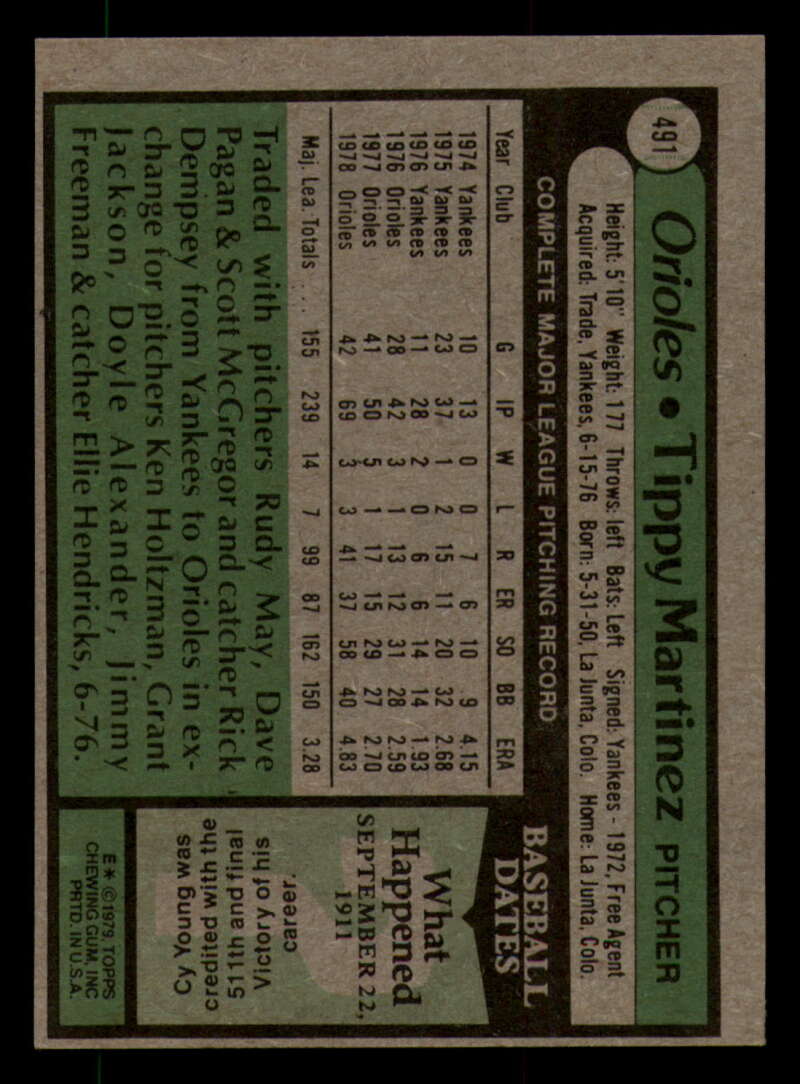 491
Orioles • Tippy Martinez PITCHER
Height: 5'10" Weight: 177 Throws: left Bats: Left Signed: Yankees - 1972, Free Agent
Acquired: Trade, Yankees, 6-15-76 Born: 5-31-50, La Junta, Colo. Home: La Junta, Colo.
COMPLETE MAJOR LEAGUE PITCHING RECORD
Year Club G IP W L R ER SO BB ERA
1974 Yankees 10 13 0 0 7 6 10 .9 4.15
1975 Yankees 23 37 1 2 15 11 20 32 2.68
1976 Yankees 11 28 2 0 6 6 14 14 1.93
1976 Orioles 28 42 3 1 13 12 31 28 2.59
1977 Orioles 41 50 5 1 17 15 29 27 2.70
1978 Orioles 42 69 3 3 41 37 58 40 4.83
Maj. Lea. Totals ... 155 239 14 7 99 87 162 150 3.28
Traded with pitchers Rudy May, Dave
Pagan & Scott McGregor and catcher Rick
Dempsey from Yankees to Orioles in ex-
change for pitchers Ken Holtzman, Grant
Jackson, Doyle Alexander, Jimmy
Freeman & catcher Ellie Hendricks, 6-76.
BASEBALL
DATES
What
Happened
SEPTEMBER 22,
1911
Cy Young was
credited with the
511th and final
Victory of his
career.
E* ©1979, TOPPS
CHEWING GUM, INC
PRTD. IN U.S.A.